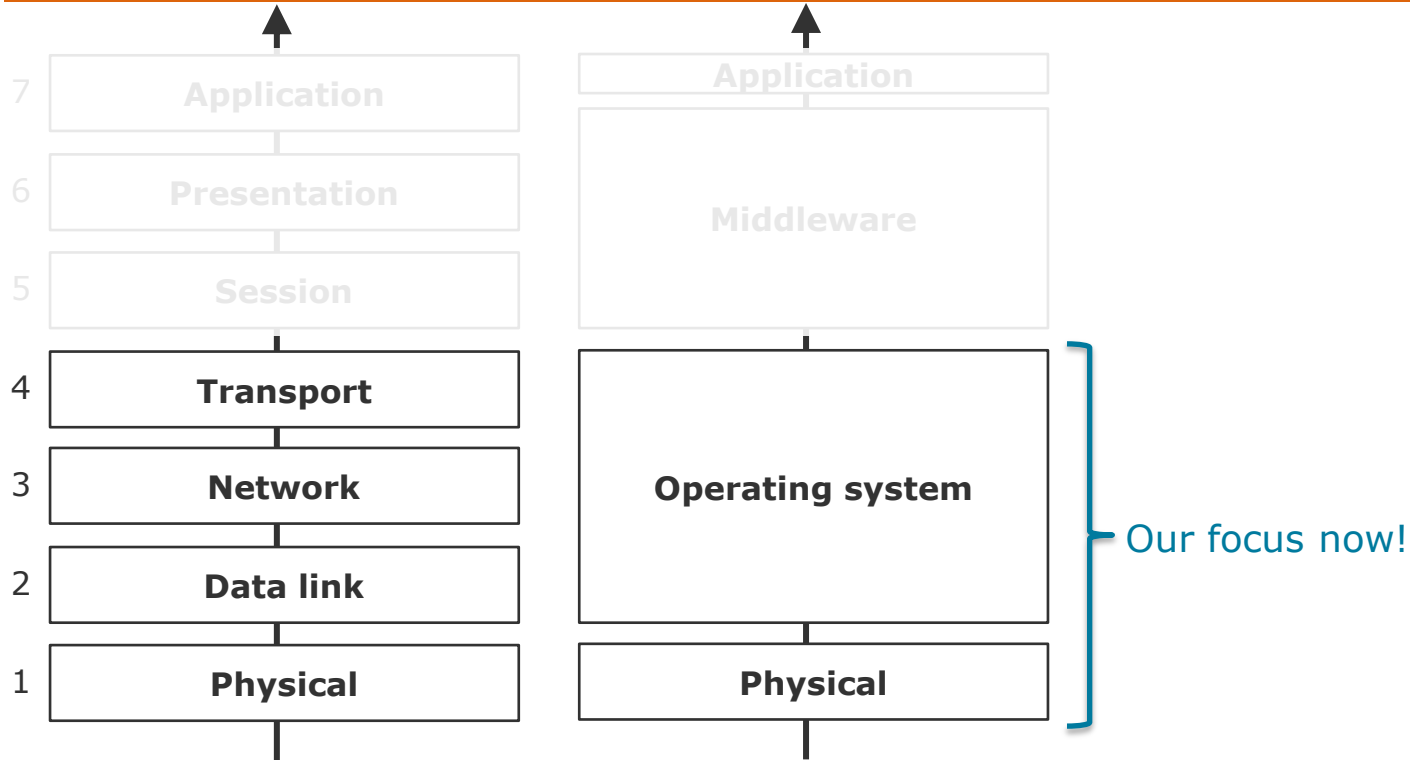 7
Application
6
Presentation
5
Session
4
Transport
3
Network
2
Data link
1
Physical
Application
Middleware
Operating system
Physical
Our focus now!